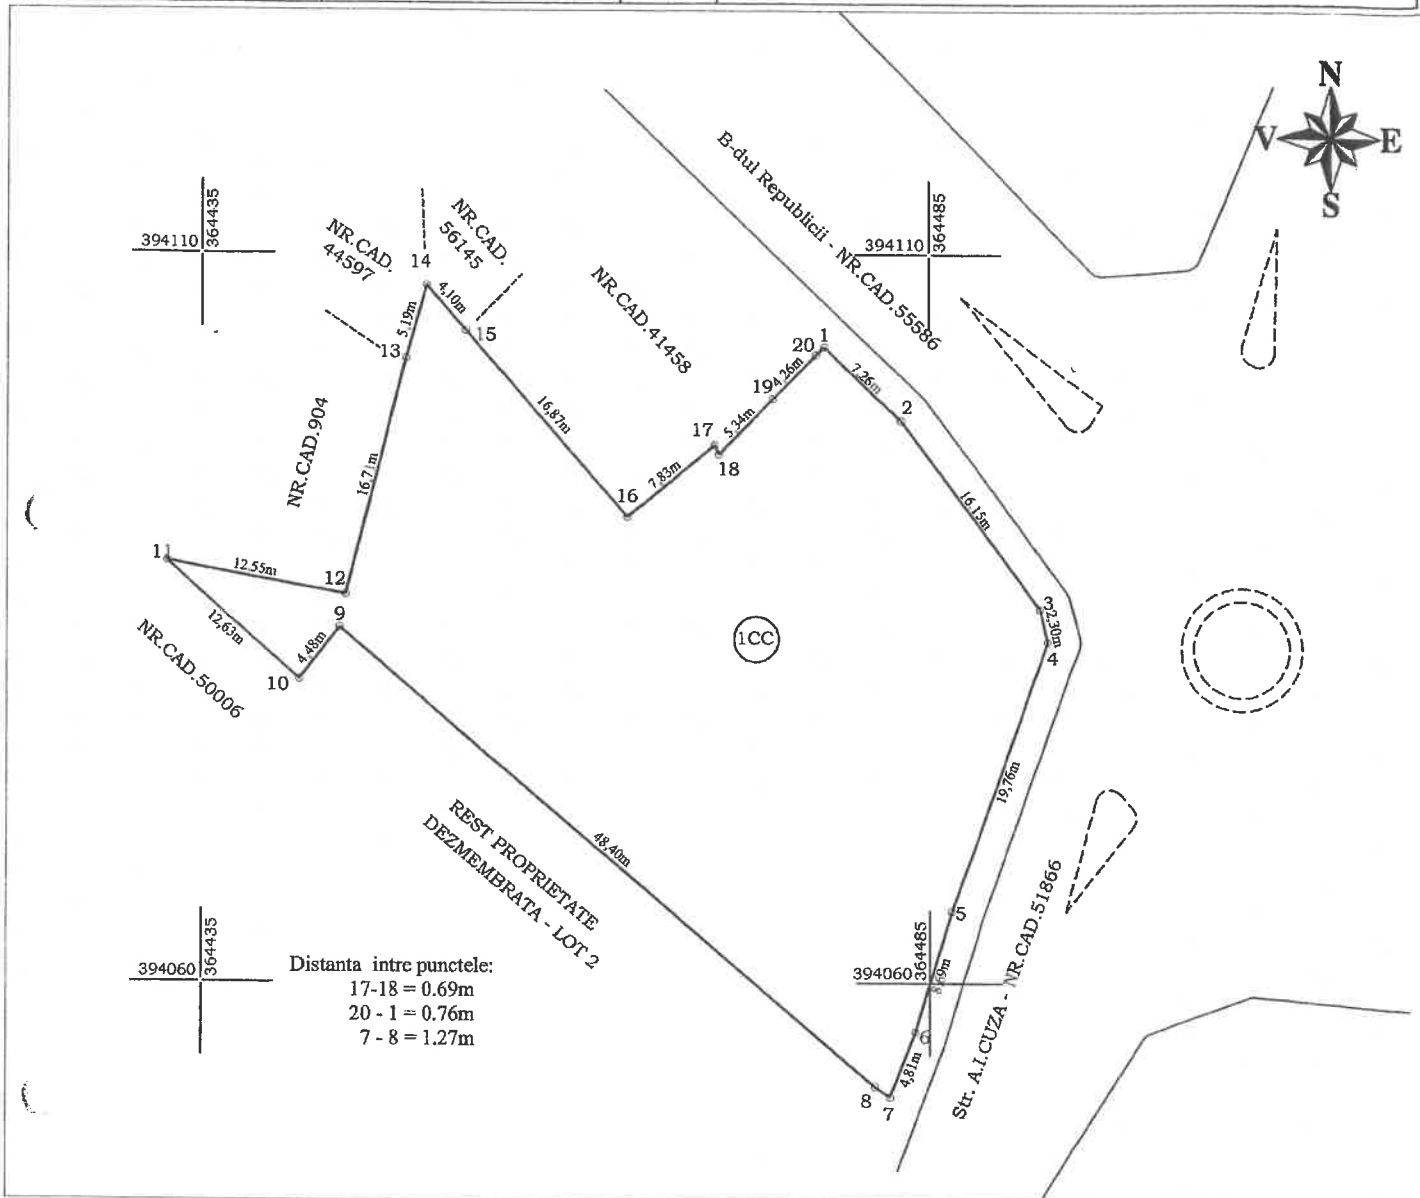 N
V
E
S
B-dul Republicii - NR.CAD.55586
394110
364435
394110
364485
NR.CAD.
44597
NR.CAD.
56145
NR.CAD.41458
14
4,10m
5,19m
15
13
20
1
4,26m
7,26m
19
2
5,34m
17
18
16,87m
7,83m
16
NR.CAD.904
16,71m
16,15m
11
12,55m
12
9
3
2,30m
4
1CC
12,63m
4,48m
10
NR.CAD.50006
19,76m
48,40m
REST PROPRIETATE
DEZMEMBRATA - LOT 2
5
394060
364435
394060
364485
8,69m
6
4,81m
8
7
Str. A.I.CUZA - NR.CAD.51866
Distanta intre punctele:
17-18 = 0.69m
20 - 1 = 0.76m
7 - 8 = 1.27m